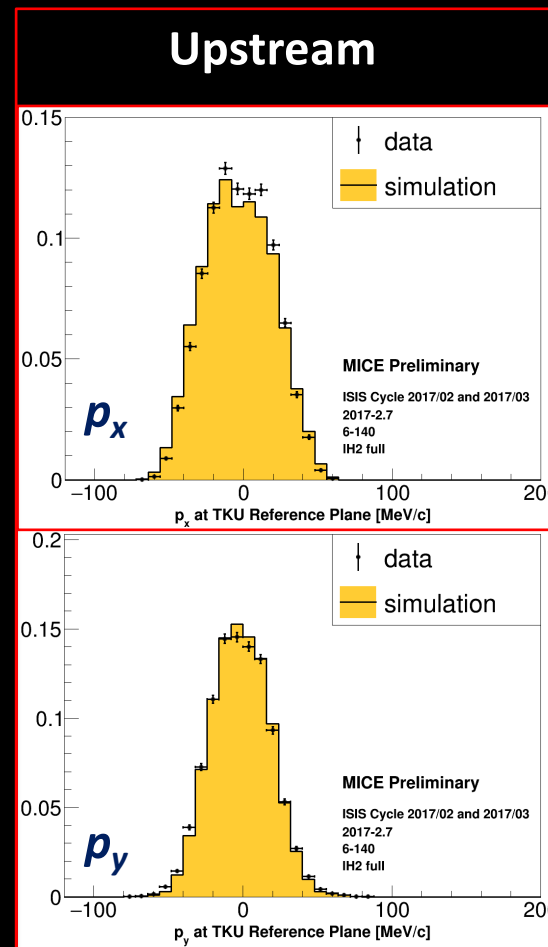 Upstream
0.15
0.1
0.05
0
data
simulation
MICE Preliminary
ISIS Cycle 2017/02 and 2017/03
2017-2.7
6-140
IH2 full
px
−100
0
100
20
px at TKU Reference Plane [MeV/c]
0.2
0.15
0.1
0.05
0
data
simulation
MICE Preliminary
ISIS Cycle 2017/02 and 2017/03
2017-2.7
6-140
IH2 full
py
−100
0
100
20
py at TKU Reference Plane [MeV/c]